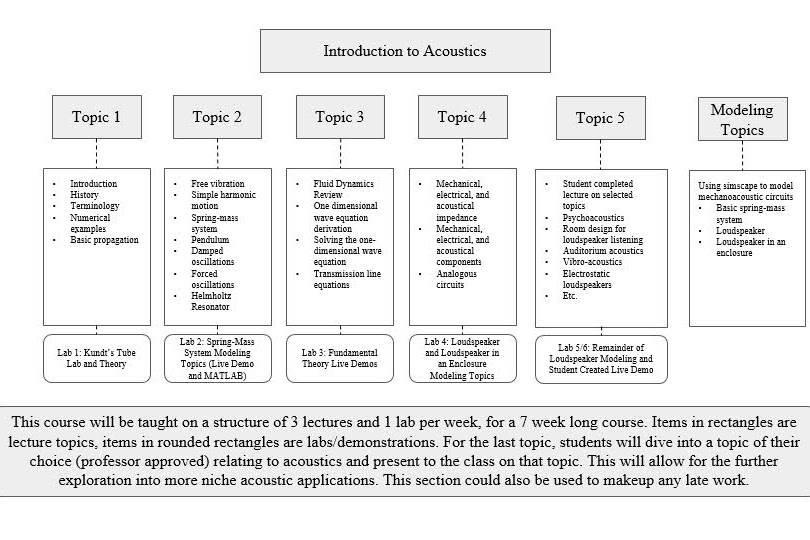 Introduction to Acoustics
Topic 1
Topic 2
Topic 3
Topic 4
Topic 5
Modeling
Topics
• Introduction
• History
• Terminology
• Numerical
examples
• Basic propagation
• Free vibration
• Simple harmonic
motion
• Spring-mass
system
• Pendulum
• Damped
oscillations
• Forced
oscillations
• Helmholtz
Resonator
• Fluid Dynamics
Review
• One dimensional
wave equation
derivation
• Solving the one-
dimensional wave
equation
• Transmission line
equations
• Mechanical,
electrical, and
acoustical
impedance
• Mechanical,
electrical, and
acoustical
components
• Analogous
circuits
• Student completed
lecture on selected
topics
• Psychoacoustics
• Room design for
loudspeaker listening
• Auditorium acoustics
• Vibro-acoustics
• Electrostatic
loudspeakers
• Etc.
Using simscape to model
mechanoacoustic circuits
• Basic spring-mass
system
• Loudspeaker
• Loudspeaker in an
enclosure
Lab 1: Kundt's Tube
Lab and Theory
Lab 2: Spring-Mass
System Modeling
Topics (Live Demo
and MATLAB)
Lab 3: Fundamental
Theory Live Demos
Lab 4: Loudspeaker
and Loudspeaker in
an Enclosure
Modeling Topics
Lab 5/6: Remainder of
Loudspeaker Modeling and
Student Created Live Demo
This course will be taught on a structure of 3 lectures and 1 lab per week, for a 7 week long course. Items in rectangles are
lecture topics, items in rounded rectangles are labs/demonstrations. For the last topic, students will dive into a topic of their
choice (professor approved) relating to acoustics and present to the class on that topic. This will allow for the further
exploration into more niche acoustic applications. This section could also be used to makeup any late work.